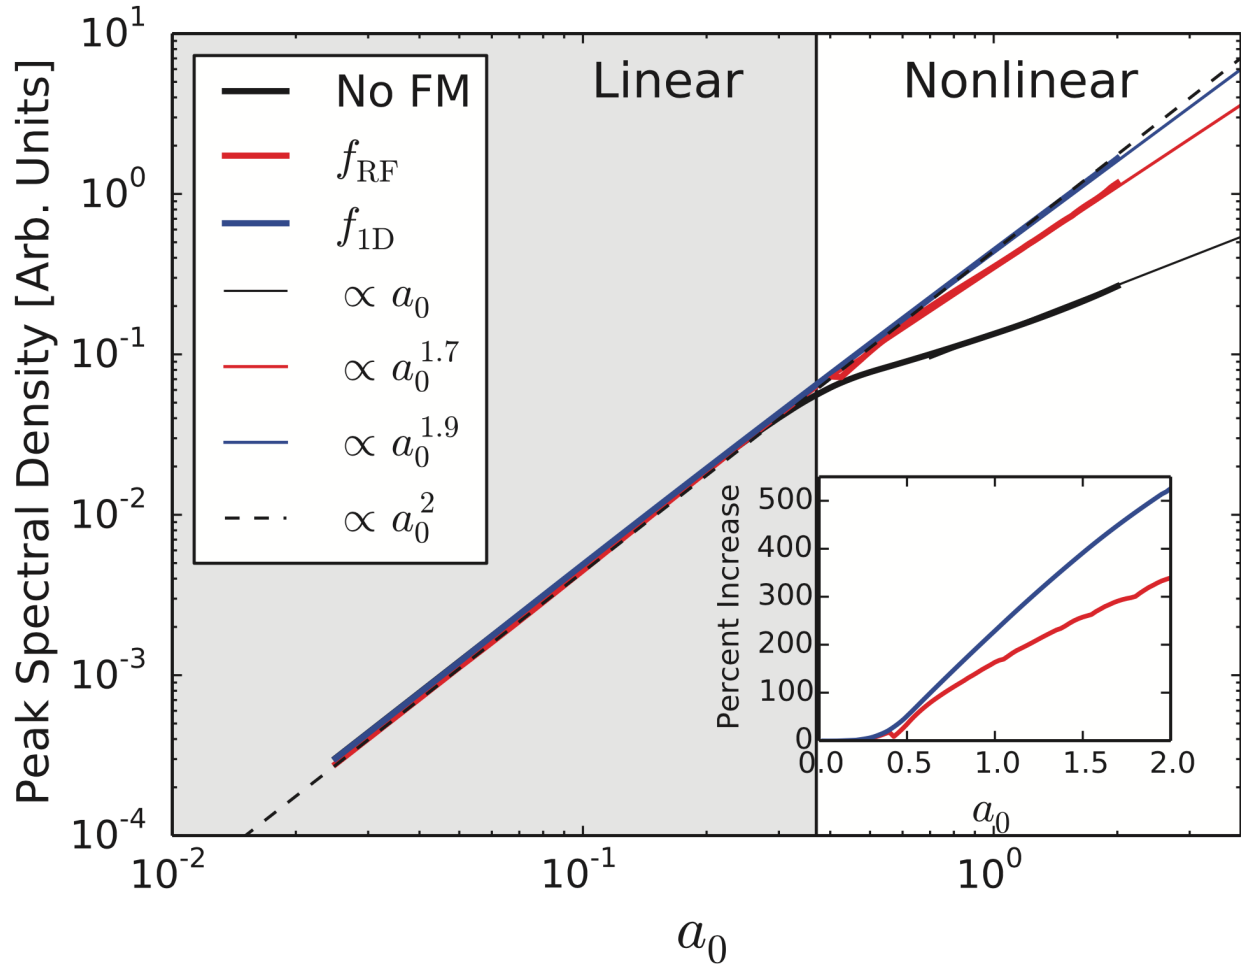 Peak Spectral Density [Arb. Units]
10^1
10^0
10^-1
10^-2
10^-3
10^-4
Linear
Nonlinear
No FM
f_RF
f_1D
∝ a_0
∝ a_0^1.7
∝ a_0^1.9
∝ a_0^2
Percent Increase
500
400
300
200
100
0
0.0 0.5 1.0 1.5 2.0
a_0
10^-2 10^-1 10^0
a_0